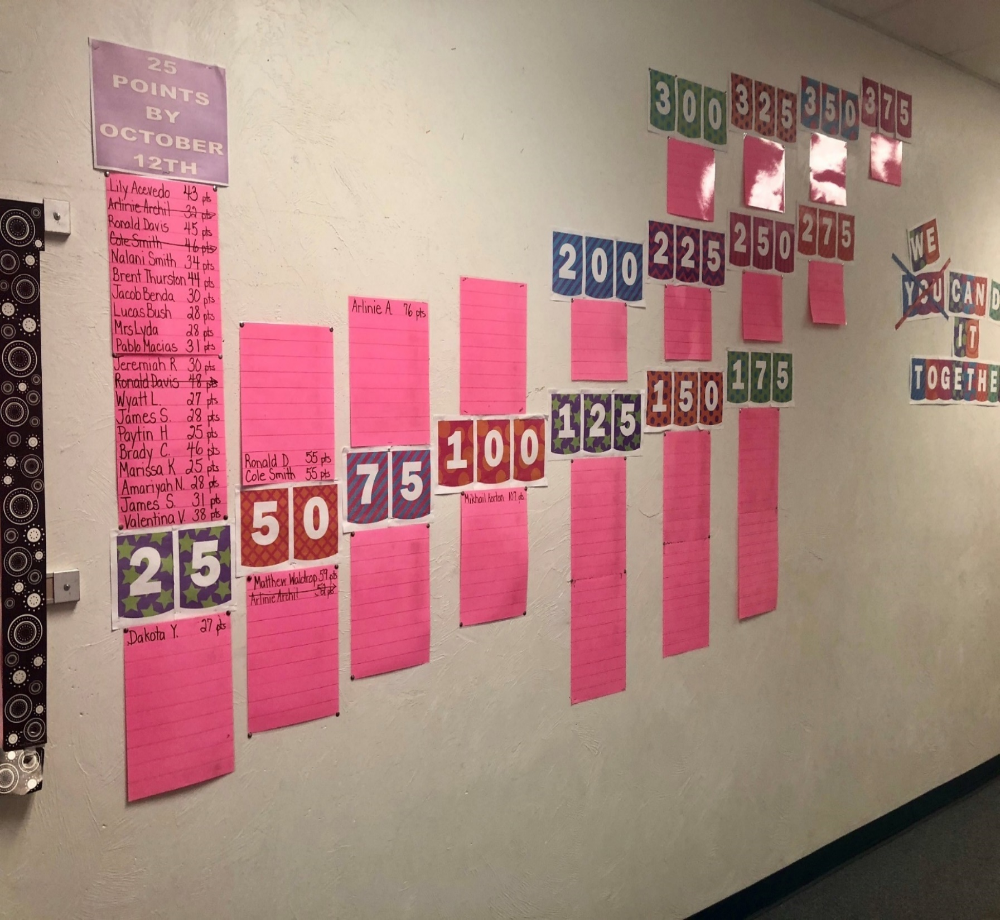 25
POINTS
BY
OCTOBER
12TH
Lily Acevedo 43 pts
Arlinie Archil 32 pts
Ronald Davis 45 pts
Cole Smith 46 pts
Nalani Smith 34 pts
Brent Thurston 44 pts
Jacob Benda 30 pts
Lucas Bush 28 pts
Mrs Lyda 28 pts
Pablo Macias 31 pts
Jeremiah R 30 pts
Ronald Davis 48 pts
Wyatt L. 27 pts
James S. 28 pts
Paytin H 25 pts
Brady C. 46 pts
Marissa K 25 pts
Amariyah N. 28 pts
James S. 31 pts
Valentina V. 38 pts
25
Dakota Y. 27 pts
Ronald D 55 pts
Cole Smith 55 pts
50
Matthew Waldrop 59 pts
Arlinie Archil pts
Arlinie A. 76 pts
75
100
Mikhail Horton 107 pts
200
125
300
225
150
325
250
175
350
275
375
WE
YOU CAN D
IT
TOGETHE